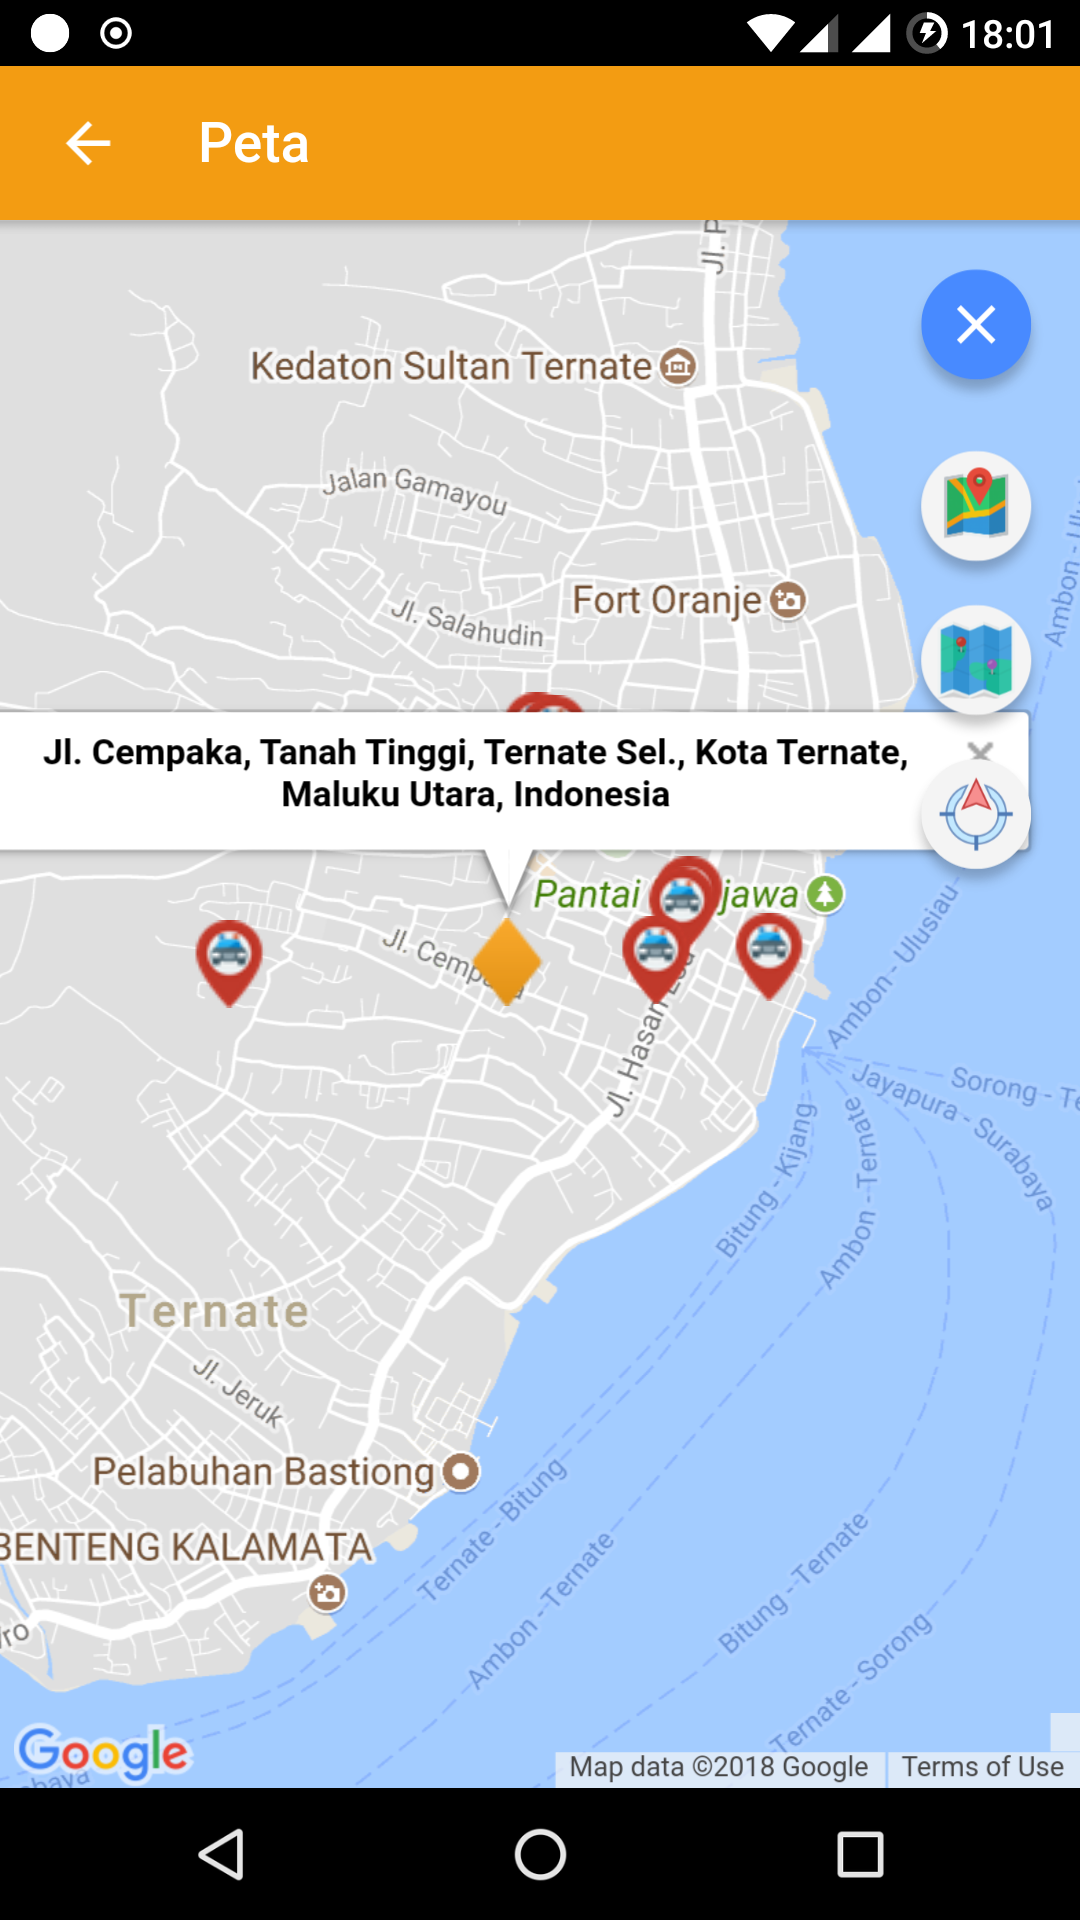 18:01
Peta
Jl. P
Kedaton Sultan Ternate
Jalan Gamayou
Fort Oranje
Jl. Salahudin
Ambon - Ulu
Jl. Cempaka, Tanah Tinggi, Ternate Sel., Kota Ternate,
Maluku Utara, Indonesia
Pantai
jawa
Jl. Cempa
Ambon - Ulusiau
Jl. Hasan Esa
Sorong - Te
Jayapura - Surabaya
Bitung - Kijang
Ambon - Ternate
Ternate
Jl. Jeruk
Pelabuhan Bastiong
BENTENG KALAMATA
Ternate - Bitung
Ambon - Ternate
Bitung - Ternate
Ternate - Sorong
Google
Map data ©2018 Google
Terms of Use